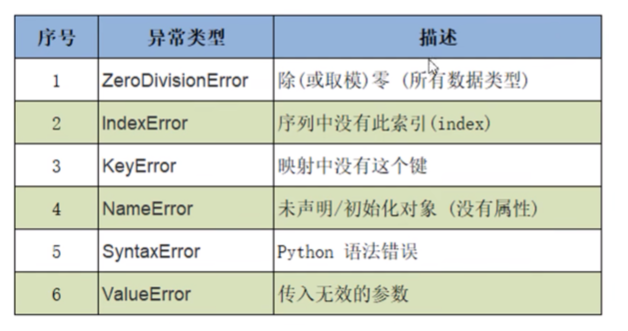 序号 异常类型 描述
1 ZeroDivisionError 除(或取模)零 (所有数据类型)
2 IndexError 序列中没有此索引(index)
3 KeyError 映射中没有这个键
4 NameError 未声明/初始化对象 (没有属性)
5 SyntaxError Python 语法错误
6 ValueError 传入无效的参数